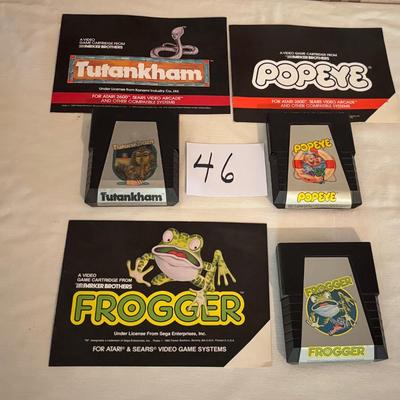 A VIDEO
GAME CARTRIDGE FROM
PARKER BROTHERS
Tutankham
Under License from Konami Industry Co., Ltd.
FOR ATARI 2600, SEARS VIDEO ARCADE
AND OTHER COMPATIBLE SYSTEMS
A VIDEO
GAME CARTRIDGE FROM
PARKER BROTHERS
POPEYE
FOR ATARI 2600, SEARS VIDEO ARCADE
AND OTHER COMPATIBLE SYSTEMS
Tutankham
46
POPEYE
POPEYE
A VIDEO
GAME CARTRIDGE FROM
PARKER BROTHERS
FROGGER
Under License From Sega Enterprises, Inc.
FOR ATARI & SEARS VIDEO GAME SYSTEMS
FROGGER
FROGGER